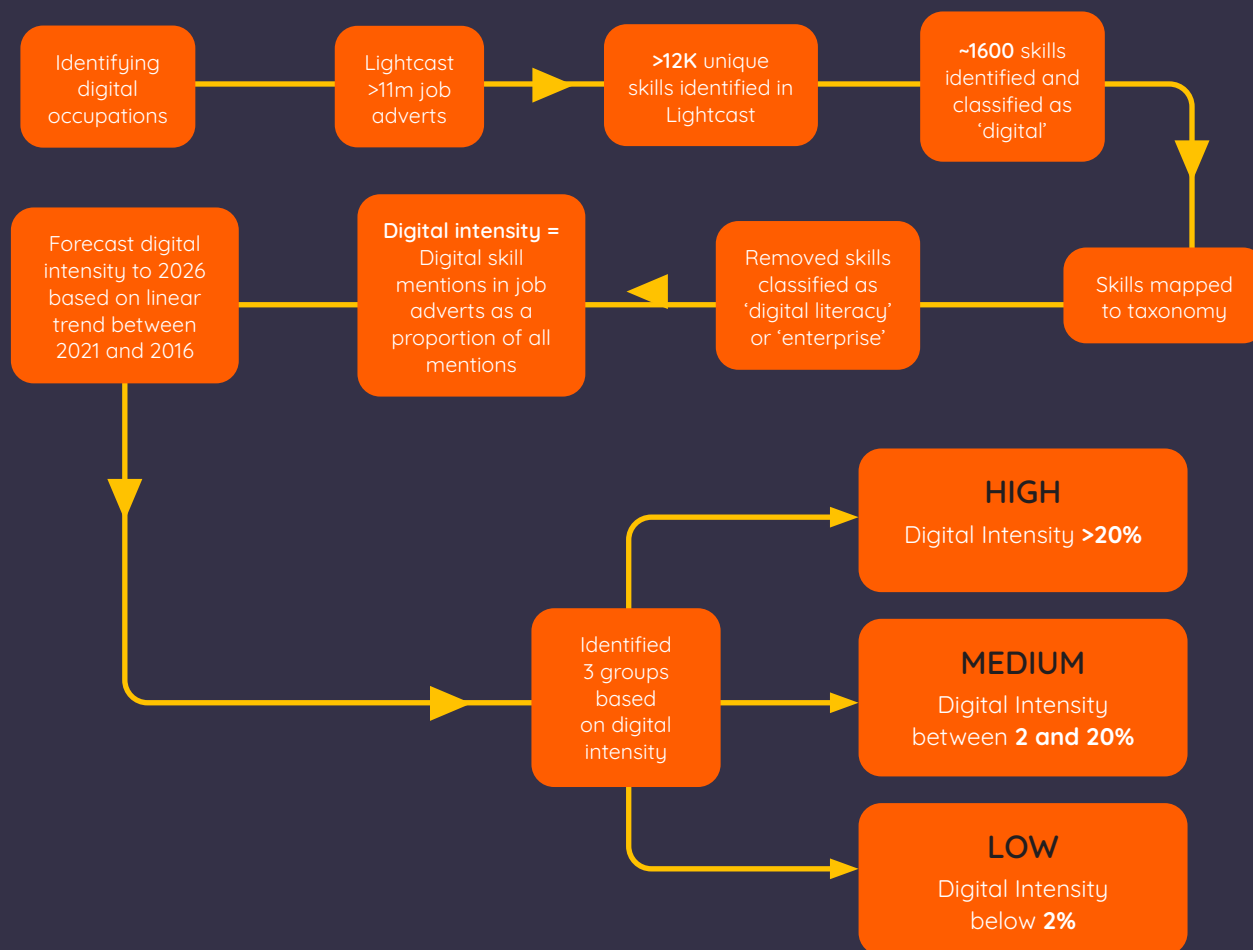 Identifying
digital
occupations
Lightcast
>11m job
adverts
>12K unique
skills identified in
Lightcast
~1600 skills
identified and
classified as
‘digital’
Skills mapped
to taxonomy
Removed skills
classified as
‘digital literacy’
or ‘enterprise’
Digital intensity =
Digital skill
mentions in job
adverts as a
proportion of all
mentions
Forecast digital
intensity to 2026
based on linear
trend between
2021 and 2016
Identified
3 groups
based
on digital
intensity
HIGH
Digital Intensity >20%
MEDIUM
Digital Intensity
between 2 and 20%
LOW
Digital Intensity
below 2%